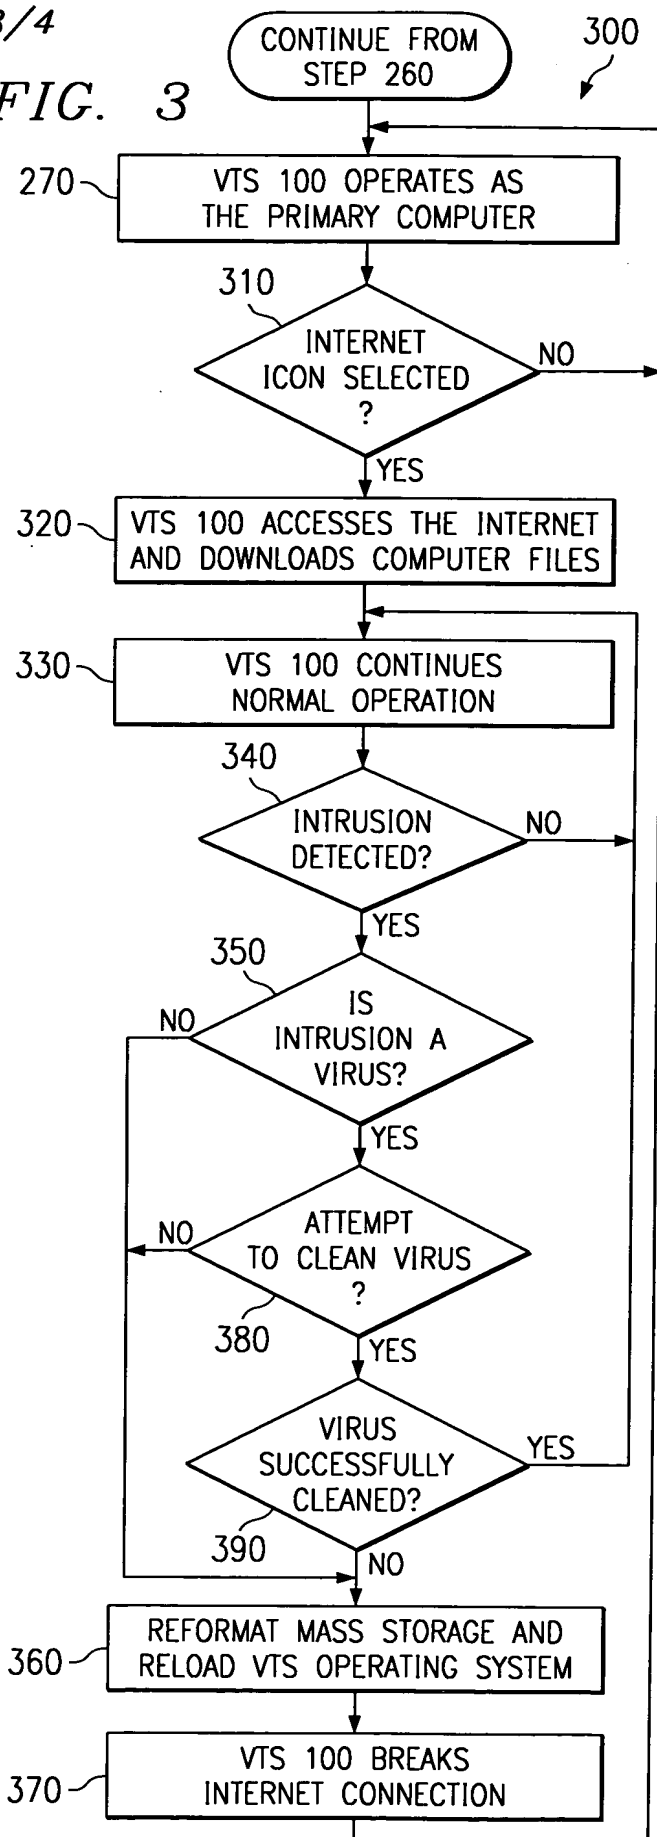 3/4
FIG. 3
CONTINUE FROM
STEP 260
300
270
VTS 100 OPERATES AS
THE PRIMARY COMPUTER
310
INTERNET
ICON SELECTED
?
NO
YES
320
VTS 100 ACCESSES THE INTERNET
AND DOWNLOADS COMPUTER FILES
330
VTS 100 CONTINUES
NORMAL OPERATION
340
INTRUSION
DETECTED?
NO
YES
350
IS
INTRUSION A
VIRUS?
NO
YES
ATTEMPT
TO CLEAN VIRUS
?
NO
380
YES
VIRUS
SUCCESSFULLY
CLEANED?
YES
390
NO
360
REFORMAT MASS STORAGE AND
RELOAD VTS OPERATING SYSTEM
370
VTS 100 BREAKS
INTERNET CONNECTION